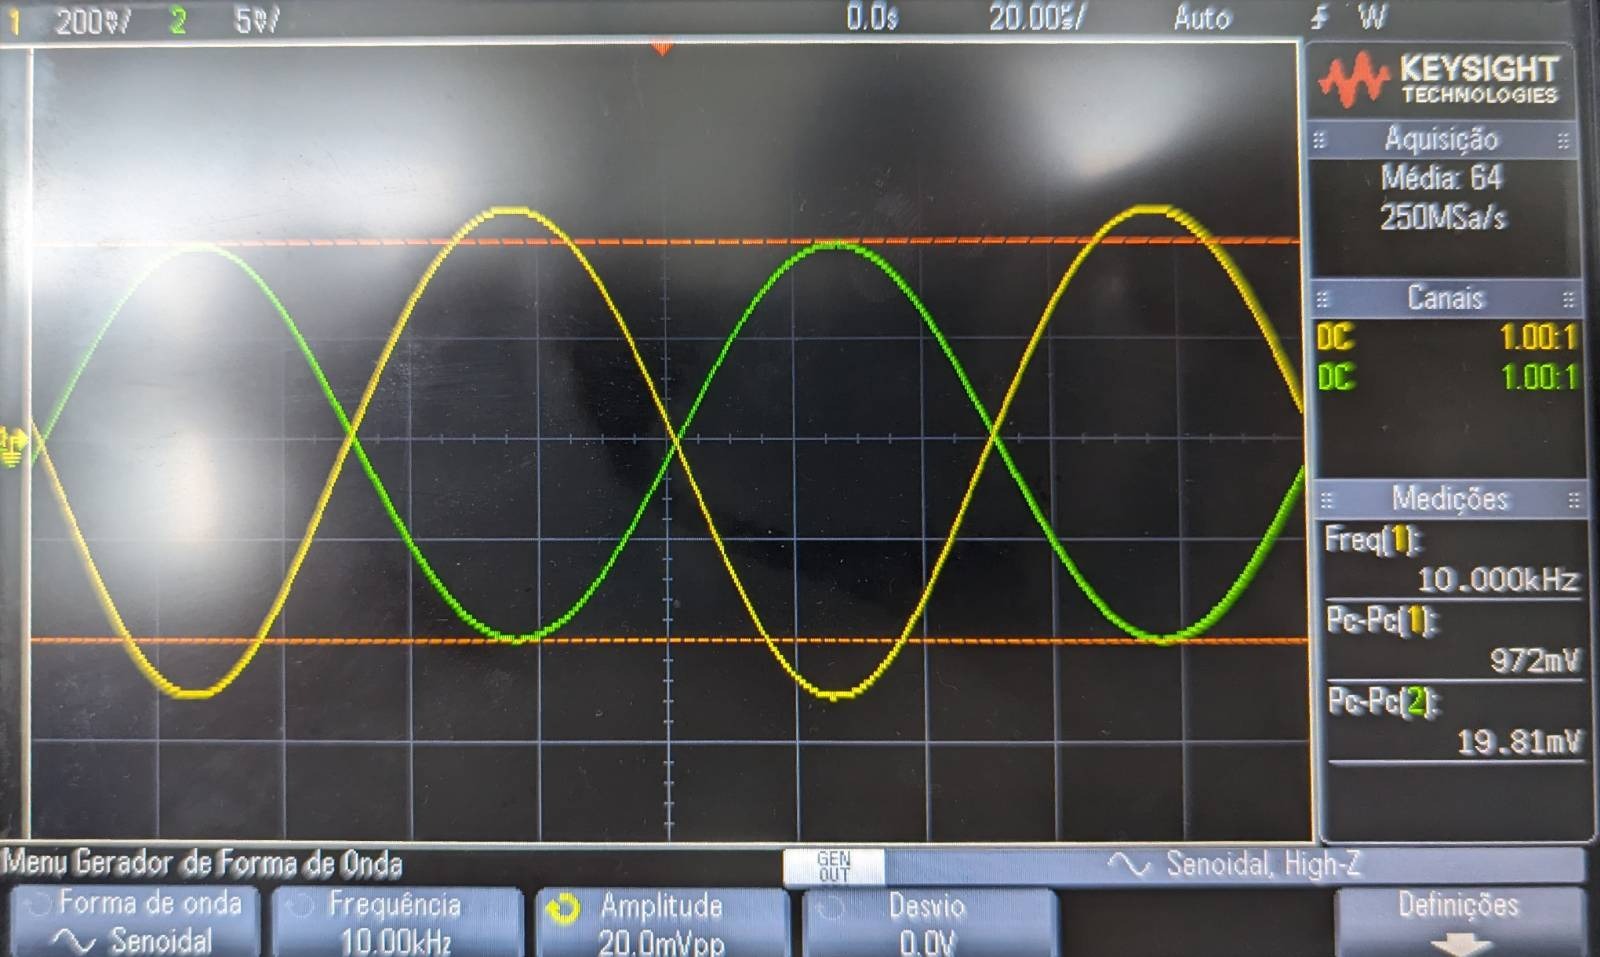 1 200mV/ 2 5mV/ 0.0s 20.00µs/ Auto W
KEYSIGHT
TECHNOLOGIES
Aquisição
Média: 64
250MSa/s
Canais
DC 1.00:1
DC 1.00:1
Medições
Freq(1):
10.000kHz
Pc-Pc(1):
972mV
Pc-Pc(2):
19.81mV
Menu Gerador de Forma de Onda
GEN
OUT
Senoidal, High-Z
Forma de onda
Senoidal
Frequência
10.00kHz
Amplitude
20.0mVpp
Desvio
0.0V
Definições